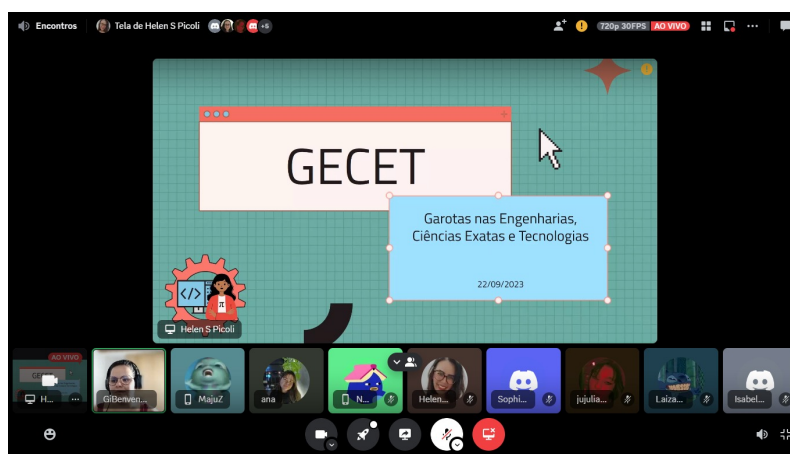 Encontros
Tela de Helen S Picoli
+5
720p 30FPS AO VIVO
GECET
Garotas nas Engenharias,
Ciências Exatas e Tecnologias
22/09/2023
</>
π
Helen S Picoli
AO VIVO
H...
GiBenven...
MajuZ
ana
N...
Helen...
Sophi...
jujulia...
Laiza...
Isabel...